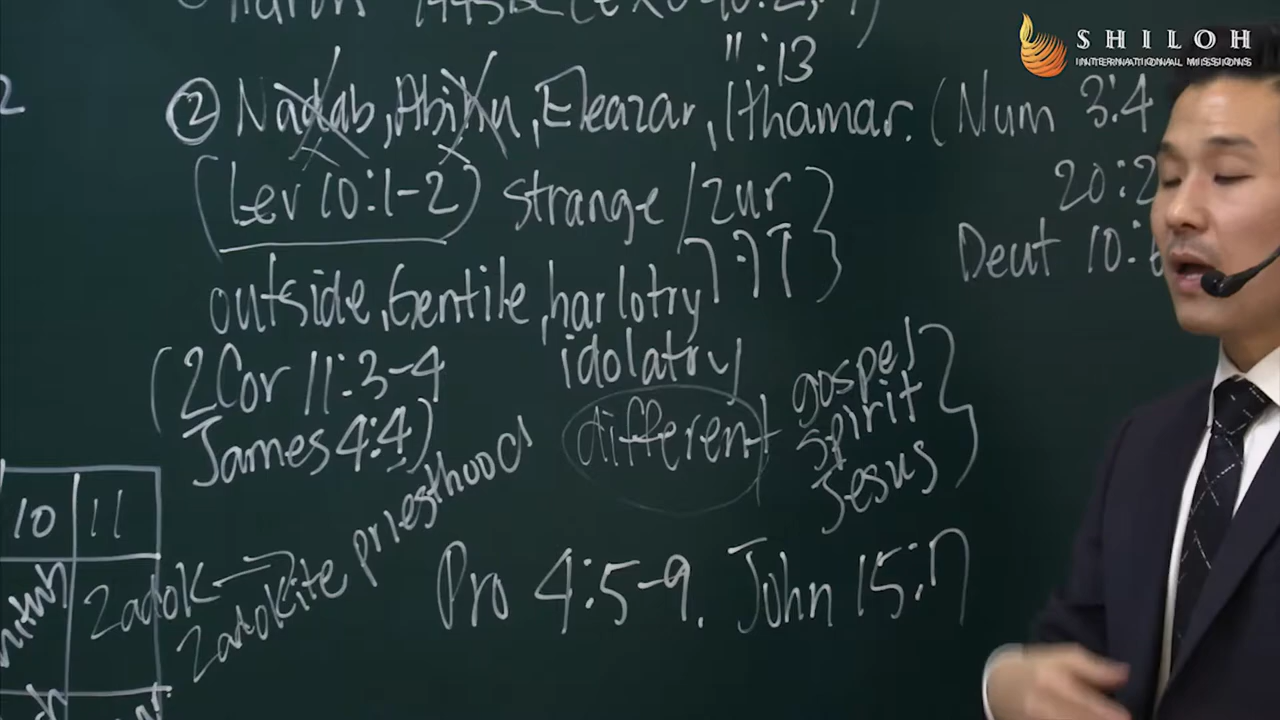 SHILOH
INTERNATIONAL MISSIONS
" : 13
② Nadab, Abihu, Eleazar, Ithamar. (Num 3:4
20:2
(Lev 10:1-2) strange / zur
זָר
Deut 10:6
outside, Gentile, harlotry
idolatry
(2Cor 11:3-4
James 4:4)
different
gospel
spirit
Jesus
10 11
Zadok → Zadokite priesthood
Pro 4:5-9. John 15:7
2